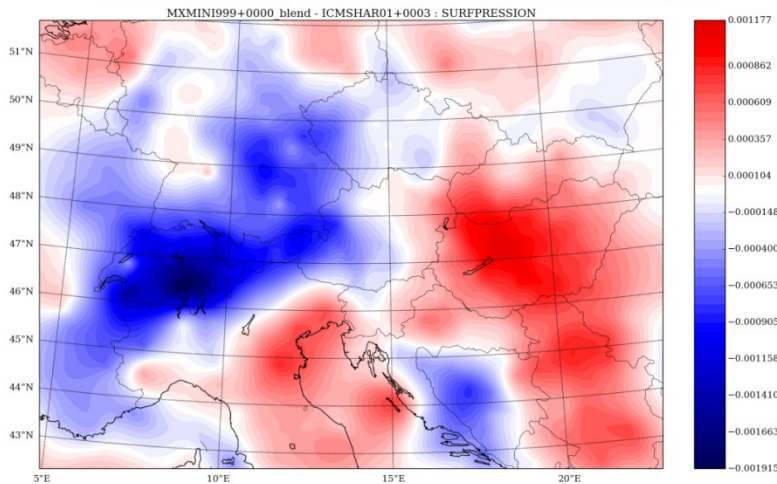 MXMINI999+0000_blend - ICMSHAR01+0003 : SURFPRESSION
51°N
50°N
49°N
48°N
47°N
46°N
45°N
44°N
43°N
5°E
10°E
15°E
20°E
0.001177
0.000862
0.000609
0.000357
0.000104
−0.000148
−0.000400
−0.000653
−0.000905
−0.001158
−0.001410
−0.001663
−0.001915